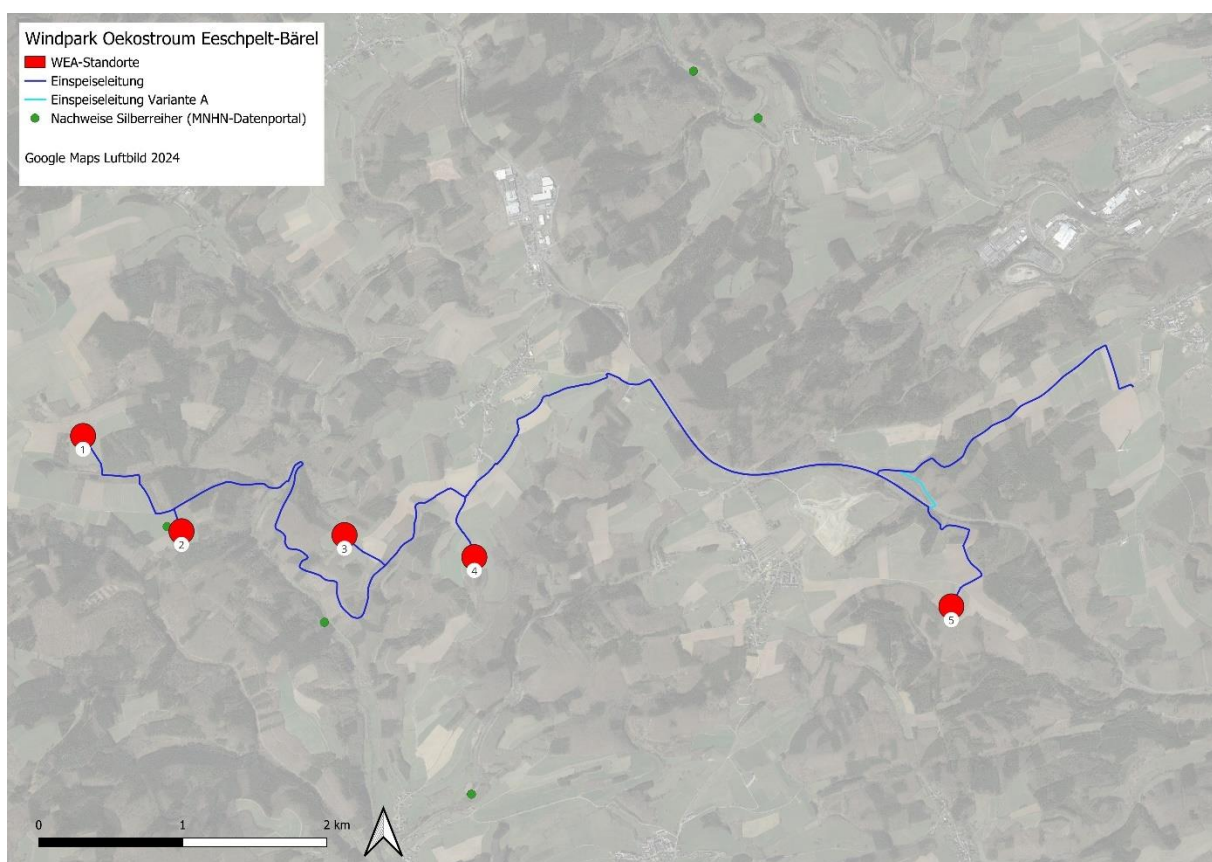 Windpark Oekostroum Eeschpelt-Bärel
WEA-Standorte
Einspeiseleitung
Einspeiseleitung Variante A
Nachweise Silberreiher (MNHN-Datenportal)
Google Maps Luftbild 2024
1
2
3
4
5
0 1 2 km